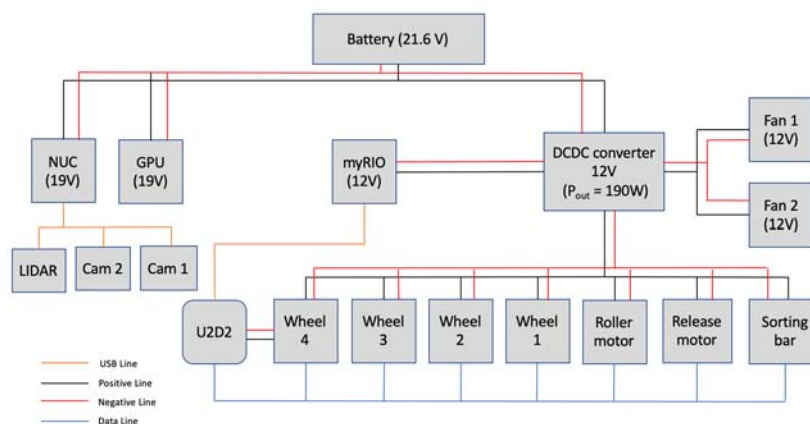 Battery (21.6 V)
NUC
(19V)
GPU
(19V)
myRIO
(12V)
DCDC converter
12V
(Pout = 190W)
Fan 1
(12V)
Fan 2
(12V)
LIDAR
Cam 2
Cam 1
U2D2
Wheel
4
Wheel
3
Wheel
2
Wheel
1
Roller
motor
Release
motor
Sorting
bar
USB Line
Positive Line
Negative Line
Data Line